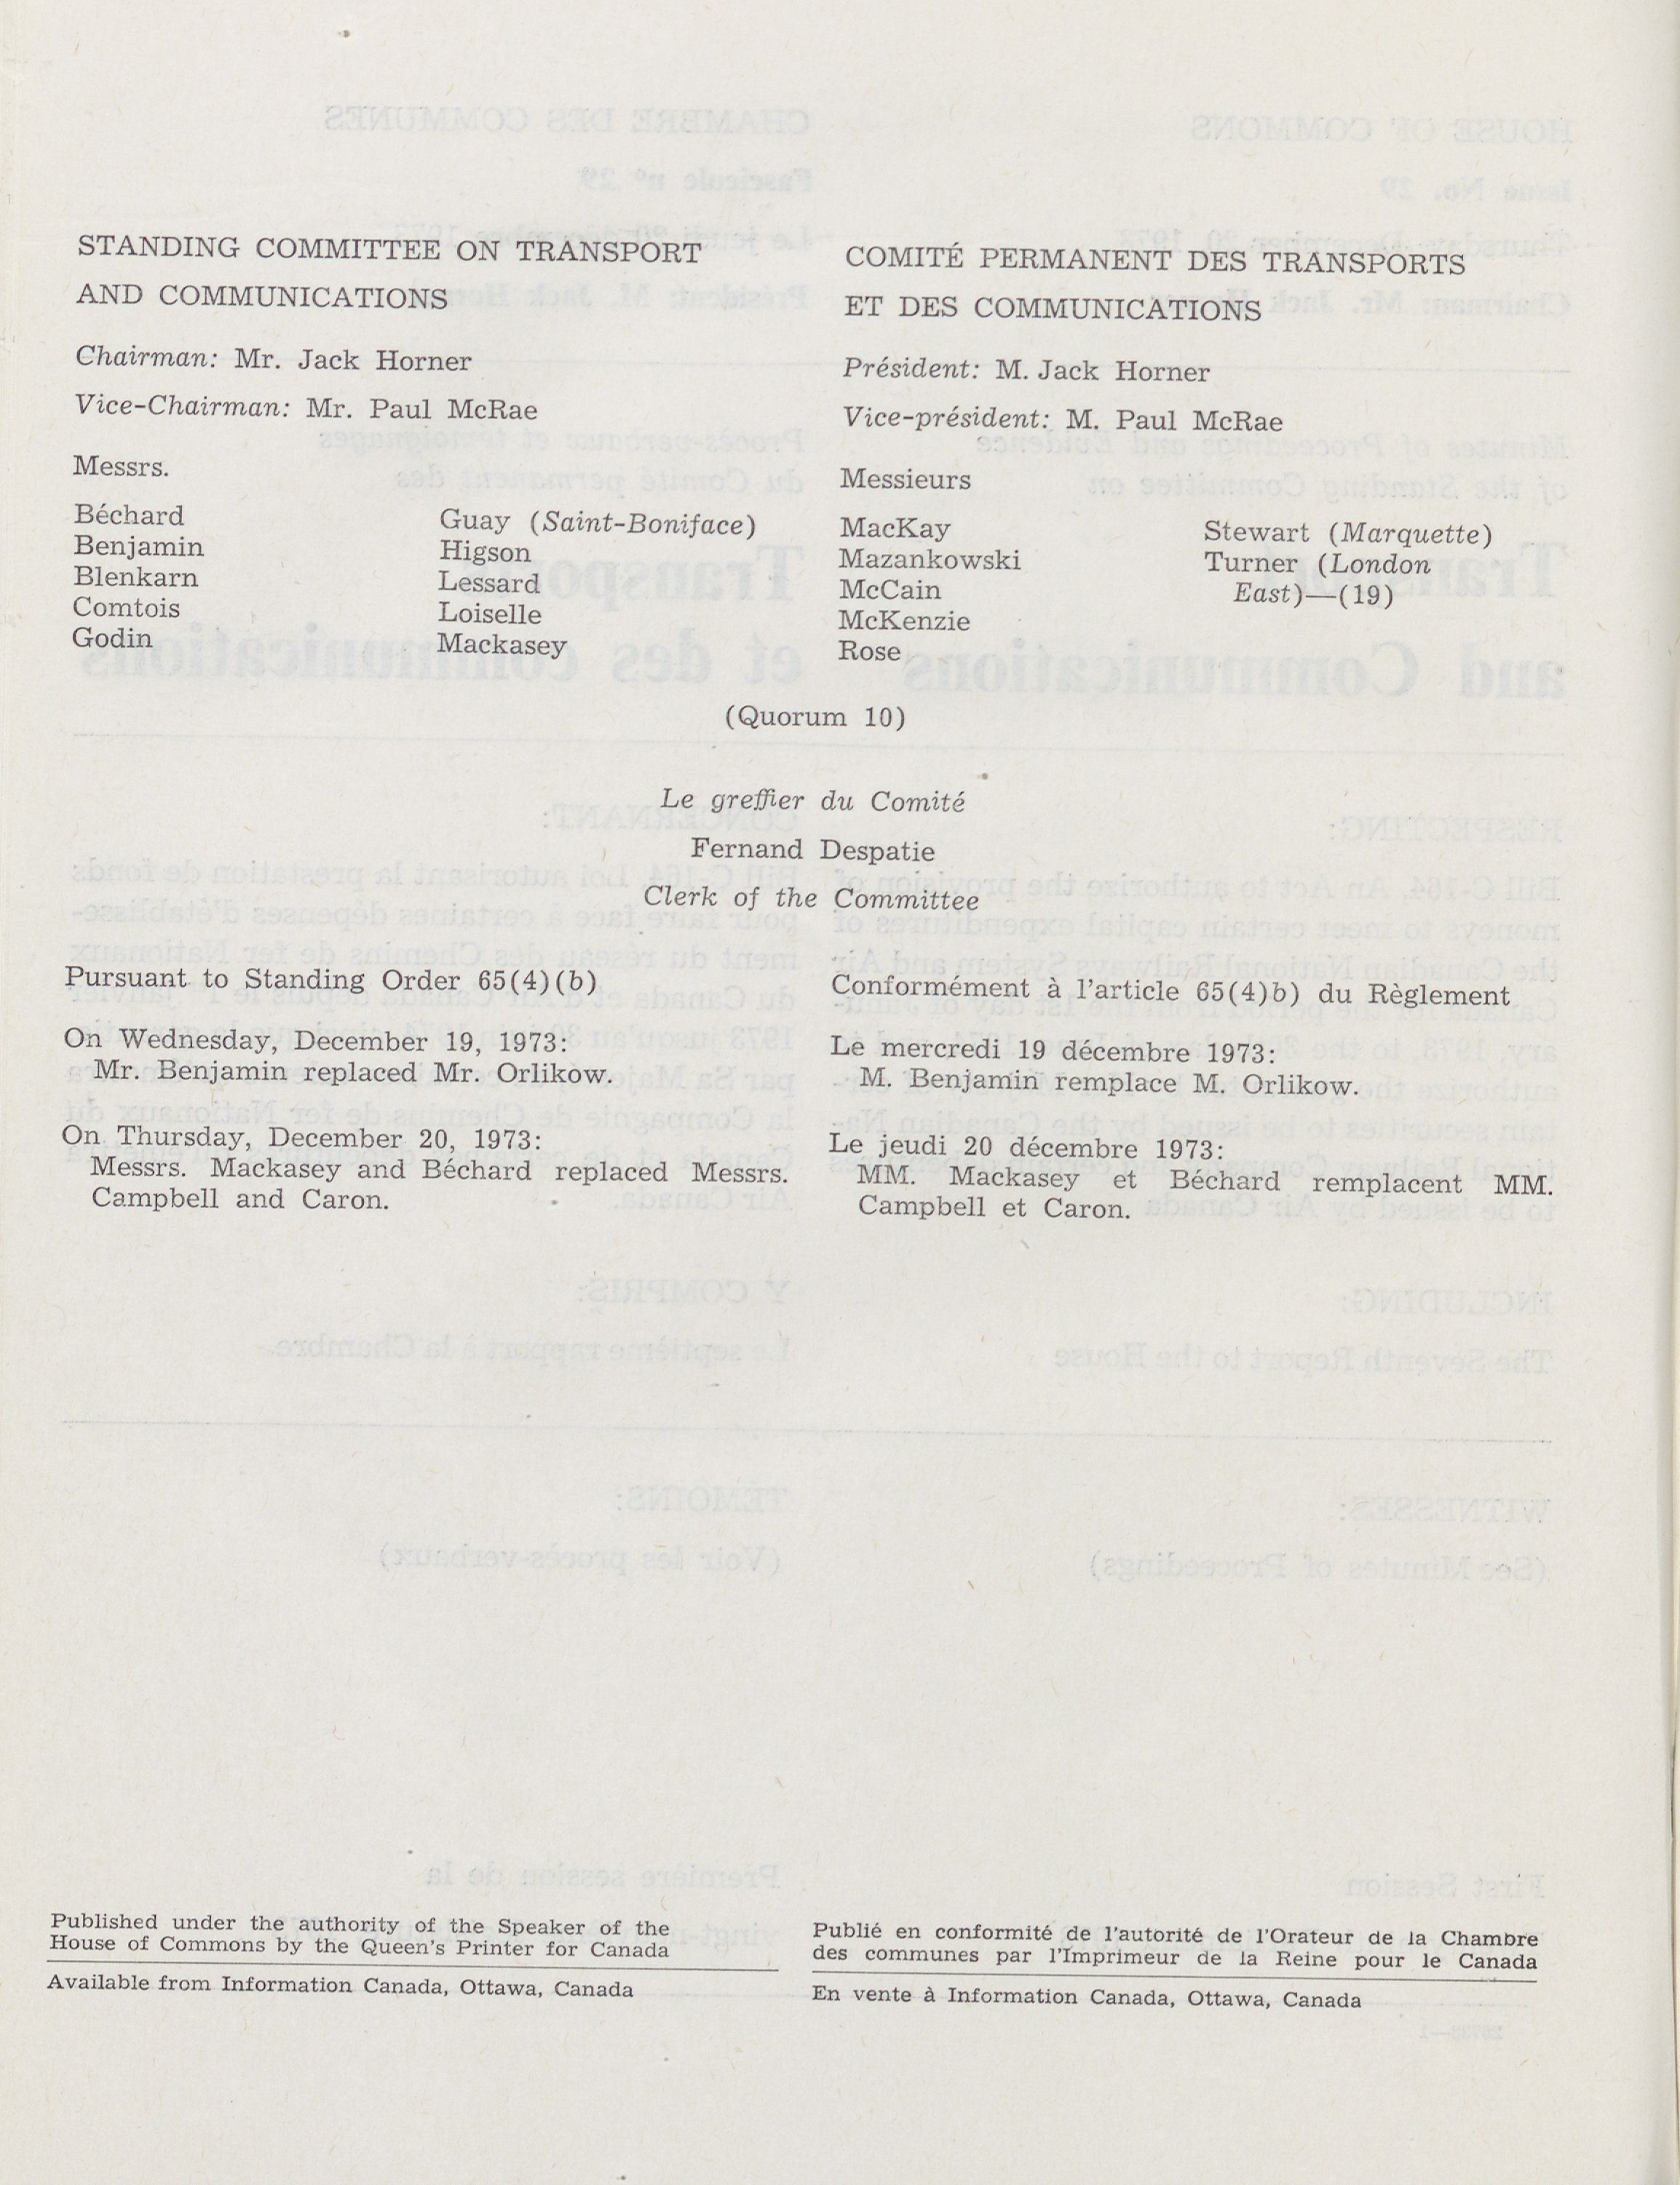 STANDING COMMITTEE ON TRANSPORT
AND COMMUNICATIONS
Chairman: Mr. Jack Horner
Vice-Chairman: Mr. Paul McRae
Messrs.
COMITÉ PERMANENT DES TRANSPORTS
ET DES COMMUNICATIONS
Président: M. Jack Horner
Vice-président: M. Paul McRae
Messieurs
Béchard
Benjamin
Blenkarn
Comtois
Godin
Guay (Saint-Boniface)
Higson
Lessard
Loiselle
Mackasey
MacKay
Mazankowski
McCain
McKenzie
Rose
Stewart (Marquette)
Turner (London
East)—(19)
(Quorum 10)
Le greffier du Comité
Fernand Despatie
Clerk of the Committee
Pursuant to Standing Order 65(4)(b)
On Wednesday, December 19, 1973:
Mr. Benjamin replaced Mr. Orlikow.
On Thursday, December 20, 1973:
Messrs. Mackasey and Béchard replaced Messrs.
Campbell and Caron.
Conformément à l'article 65(4)b) du Règlement
Le mercredi 19 décembre 1973:
M. Benjamin remplace M. Orlikow.
Le jeudi 20 décembre 1973:
MM. Mackasey et Béchard remplacent MM.
Campbell et Caron.
Published under the authority of the Speaker of the
House of Commons by the Queen's Printer for Canada
Available from Information Canada, Ottawa, Canada
Publié en conformité de l'autorité de l'Orateur de la Chambre
des communes par l'Imprimeur de la Reine pour le Canada
En vente à Information Canada, Ottawa, Canada